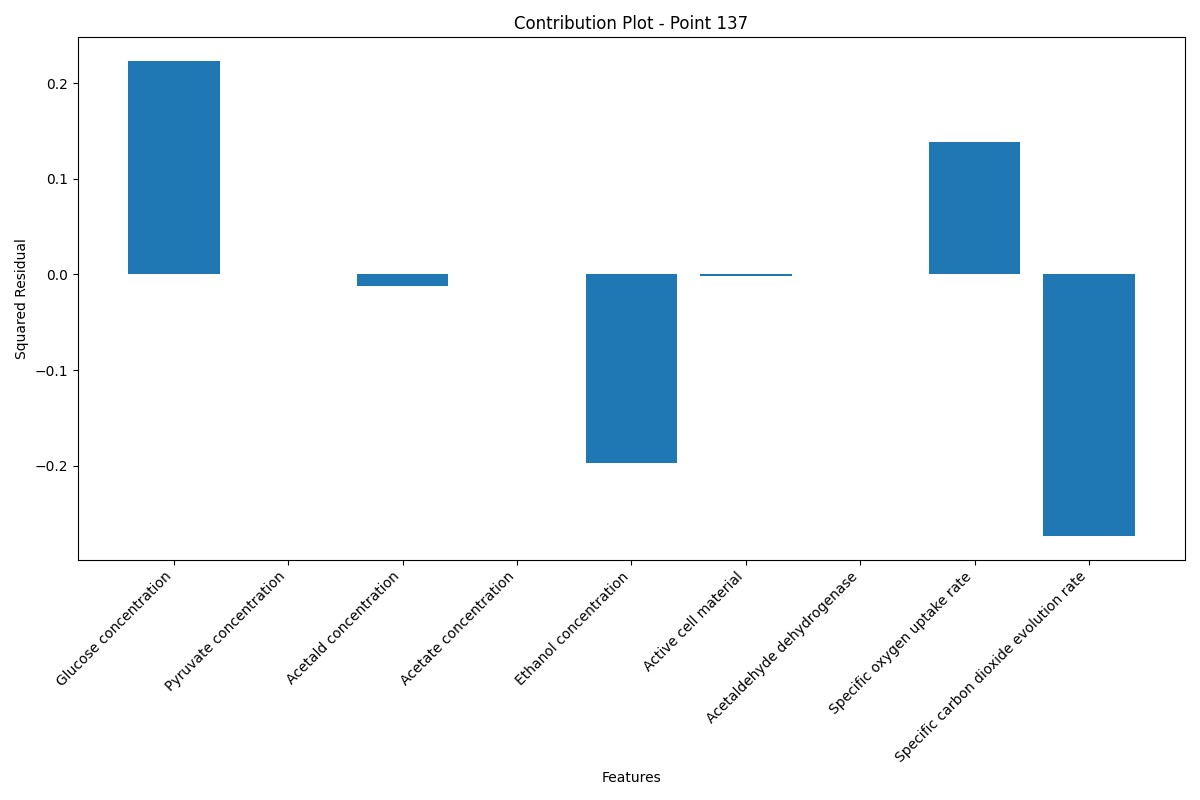 Contribution Plot - Point 137
Squared Residual
0.2
0.1
0.0
−0.1
−0.2
Glucose concentration
Pyruvate concentration
Acetald concentration
Acetate concentration
Ethanol concentration
Active cell material
Acetaldehyde dehydrogenase
Specific oxygen uptake rate
Specific carbon dioxide evolution rate
Features